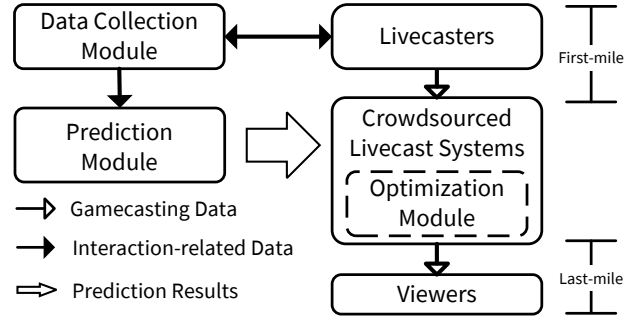 Data Collection
Module
Livecasters
First-mile
Prediction
Module
Crowdsourced
Livecast Systems
Optimization
Module
Gamecasting Data
Interaction-related Data
Prediction Results
Viewers
Last-mile